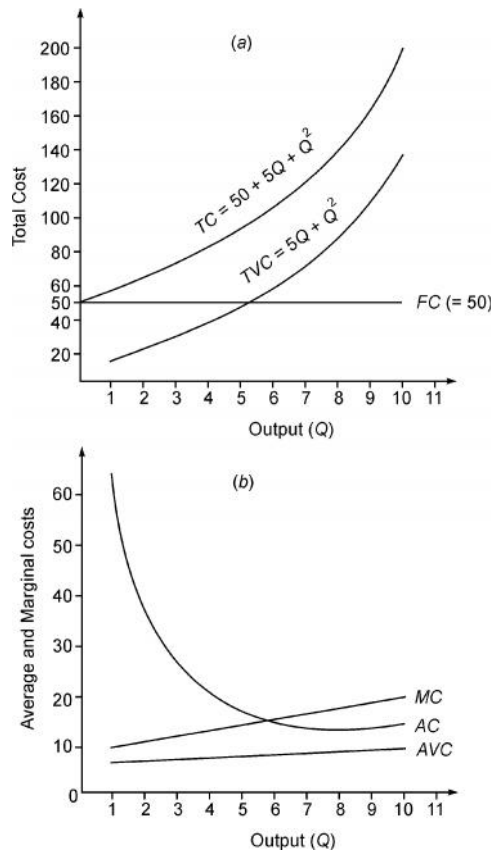 (a)
200
180
160
140
120
100
80
60
50
40
20
Total Cost
TC = 50 + 5Q + Q²
TVC = 5Q + Q²
FC (= 50)
1 2 3 4 5 6 7 8 9 10 11
Output (Q)
(b)
60
50
40
30
20
10
0
Average and Marginal costs
MC
AC
AVC
1 2 3 4 5 6 7 8 9 10 11
Output (Q)